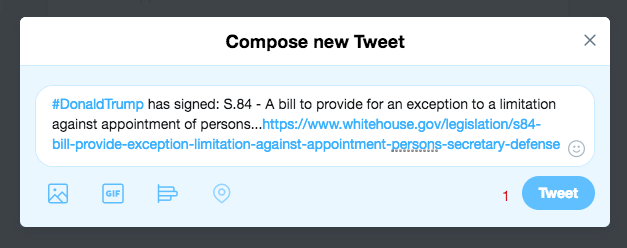 Compose new Tweet
#DonaldTrump has signed: S.84 - A bill to provide for an exception to a limitation
against appointment of persons...https://www.whitehouse.gov/legislation/s84-
bill-provide-exception-limitation-against-appointment-persons-secretary-defense
GIF
1 Tweet